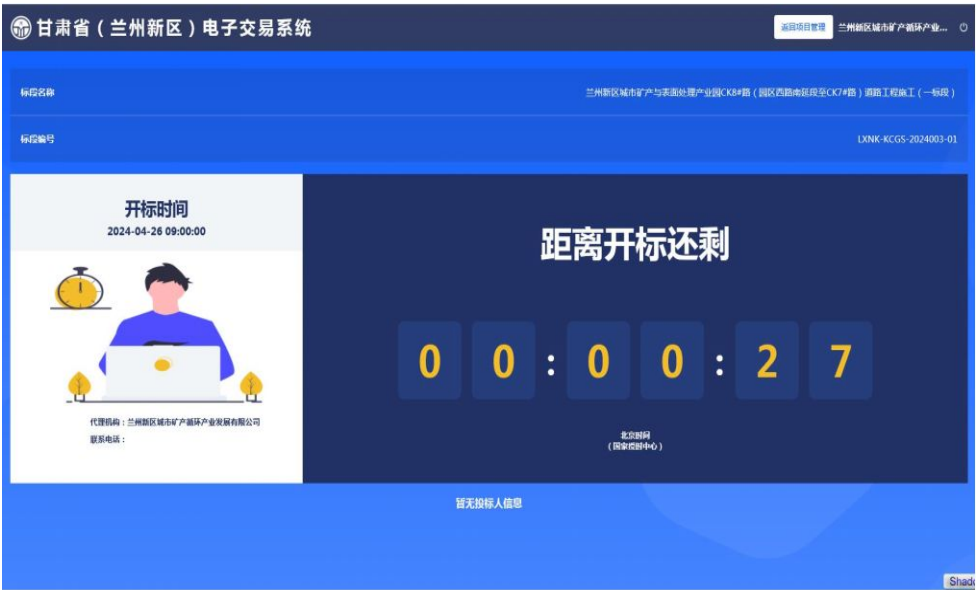 甘肃省（兰州新区）电子交易系统
返回项目管理 兰州新区城市矿产循环产业...
标段名称 兰州新区城市矿产与表面处理产业园CK8#路（园区西路南延段至CK7#路）道路工程施工（一标段）
标段编号 LXNK-KCGS-2024003-01
开标时间
2024-04-26 09:00:00
距离开标还剩
00:00:27
北京时间
（国家授时中心）
代理机构：兰州新区城市矿产循环产业发展有限公司
联系电话：
暂无投标人信息
Shado